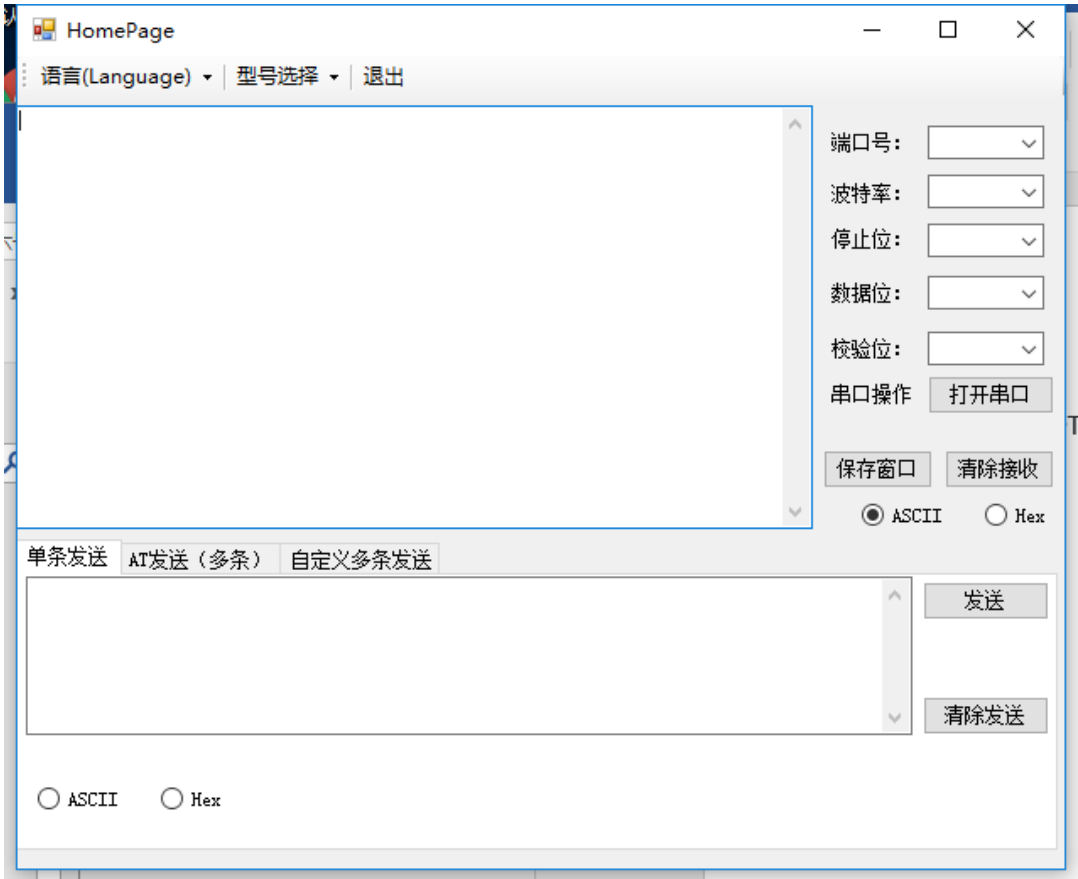 HomePage
语言(Language) 型号选择 退出
端口号：
波特率：
停止位：
数据位：
校验位：
串口操作 打开串口
保存窗口 清除接收
ASCII Hex
单条发送 AT发送（多条） 自定义多条发送
发送
清除发送
ASCII Hex